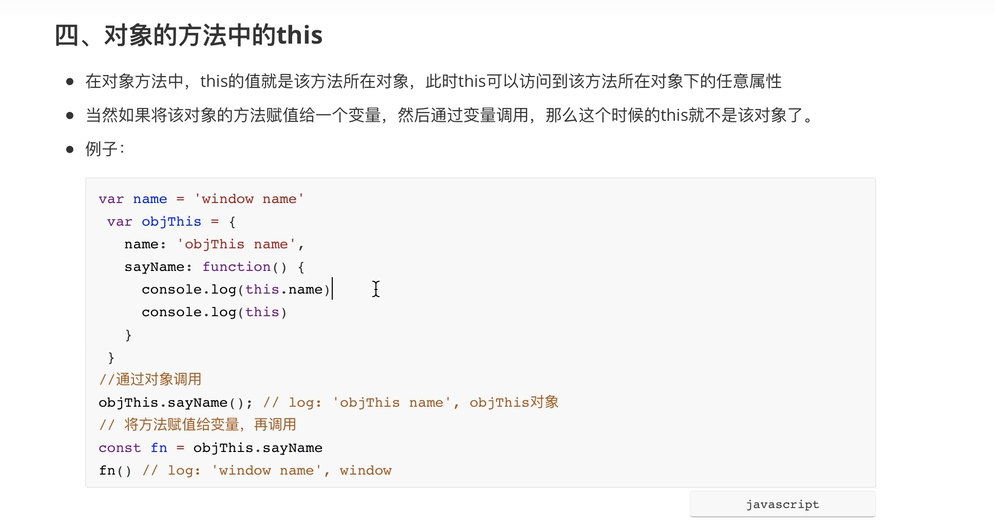 四、对象的方法中的this
在对象方法中，this的值就是该方法所在对象，此时this可以访问到该方法所在对象下的任意属性
当然如果将该对象的方法赋值给一个变量，然后通过变量调用，那么这个时候的this就不是该对象了。
例子：
var name = 'window name'
var objThis = {
name: 'objThis name',
sayName: function() {
console.log(this.name)
console.log(this)
}
}
//通过对象调用
objThis.sayName(); // log: 'objThis name', objThis对象
// 将方法赋值给变量，再调用
const fn = objThis.sayName
fn() // log: 'window name', window
javascript